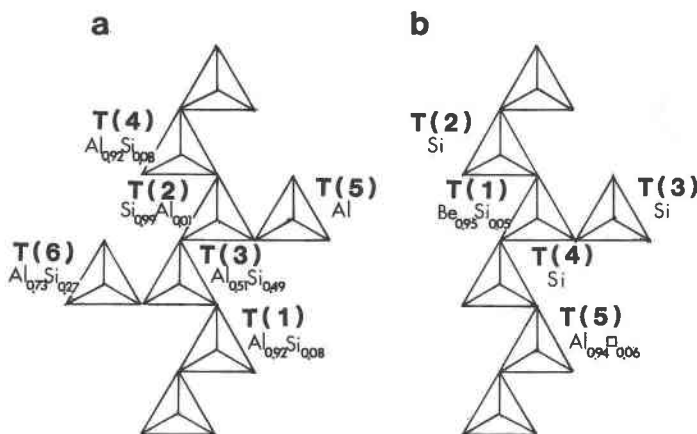 a
T(4)
Al0.92Si0.08
T(2)
Si0.99Al0.01
T(5)
Al
T(6)
Al0.73Si0.27
T(3)
Al0.51Si0.49
T(1)
Al0.92Si0.08
b
T(2)
Si
T(1)
Be0.95Si0.05
T(3)
Si
T(4)
Si
T(5)
Al0.94□0.06